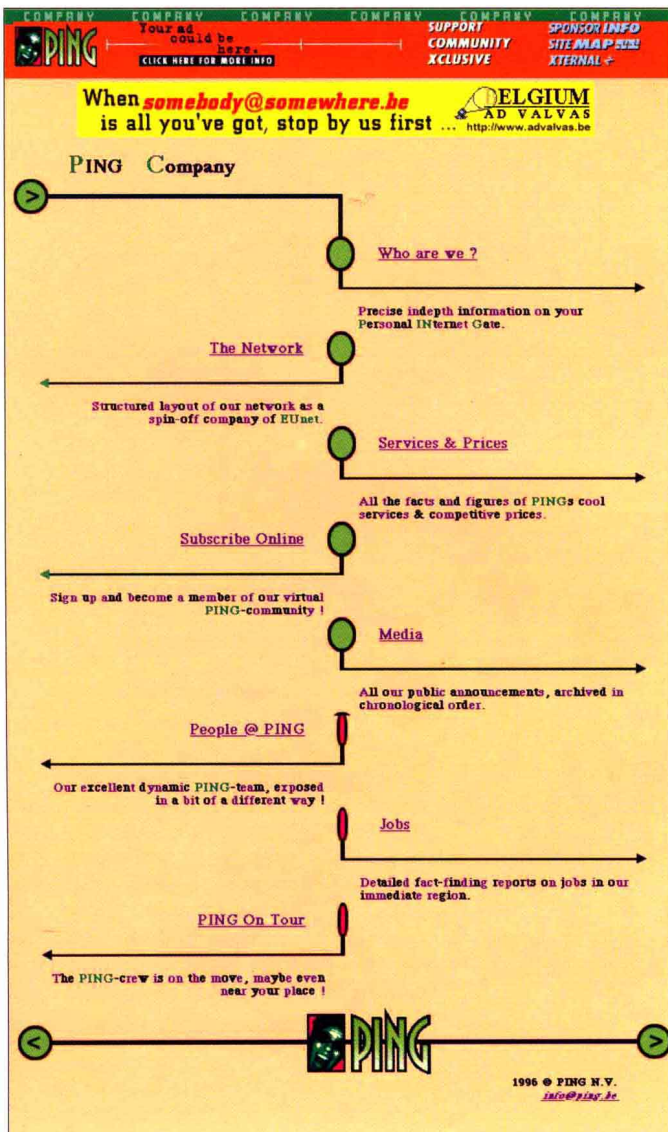 COMPANY COMPANY COMPANY COMPANY COMPANY COMPANY
PING
Your ad
could be
here.
CLICK HERE FOR MORE INFO
SUPPORT
COMMUNITY
XCLUSIVE
SPONSOR INFO
SITE MAP
XTERNAL
When somebody@somewhere.be
is all you've got, stop by us first ...
BELGIUM
AD VALVAS
http://www.advalvas.be
PING Company
>
Who are we ?
Precise indepth information on your
Personal INternet Gate.
The Network
Structured layout of our network as a
spin-off company of EUnet.
Services & Prices
All the facts and figures of PINGs cool
services & competitive prices.
Subscribe Online
Sign up and become a member of our virtual
PING-community !
Media
All our public announcements, archived in
chronological order.
People @ PING
Our excellent dynamic PING-team, exposed
in a bit of a different way !
Jobs
Detailed fact-finding reports on jobs in our
immediate region.
PING On Tour
The PING-crew is on the move, maybe even
near your place !
<
PING
>
1996 © PING N.V.
info@ping.be